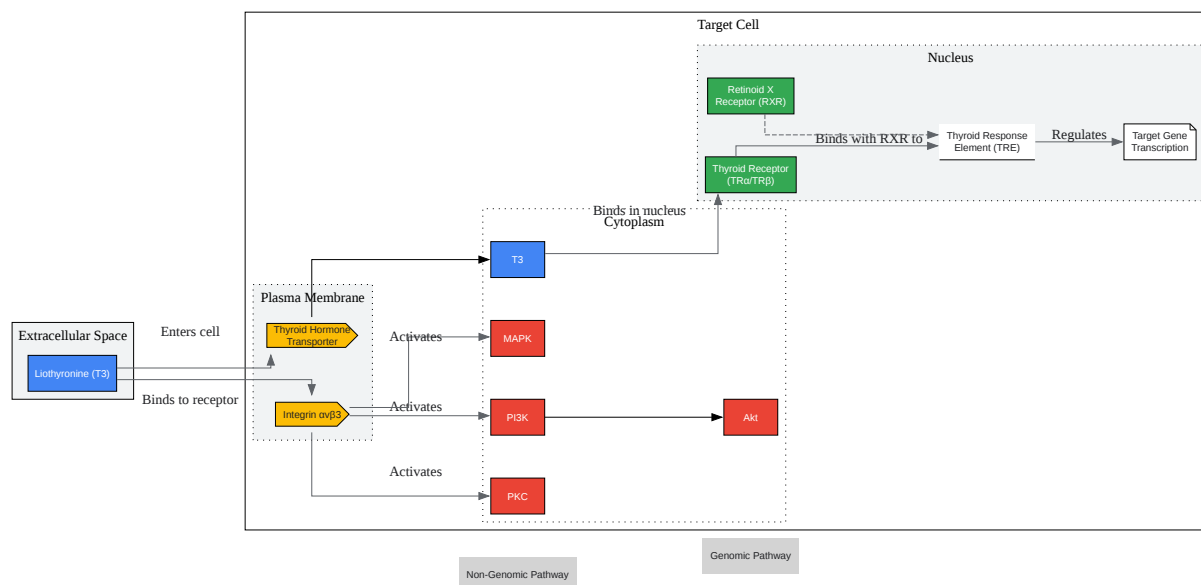 Target Cell
Nucleus
Retinoid X
Receptor (RXR)
Binds with RXR to
Thyroid Response
Element (TRE)
Regulates
Target Gene
Transcription
Thyroid Receptor
(TRα/TRβ)
Binds in nucleus
Cytoplasm
T3
Plasma Membrane
Extracellular Space
Enters cell
Thyroid Hormone
Transporter
Activates
MAPK
Liothyronine (T3)
Binds to receptor
Integrin αvβ3
Activates
PI3K
Akt
Activates
PKC
Genomic Pathway
Non-Genomic Pathway